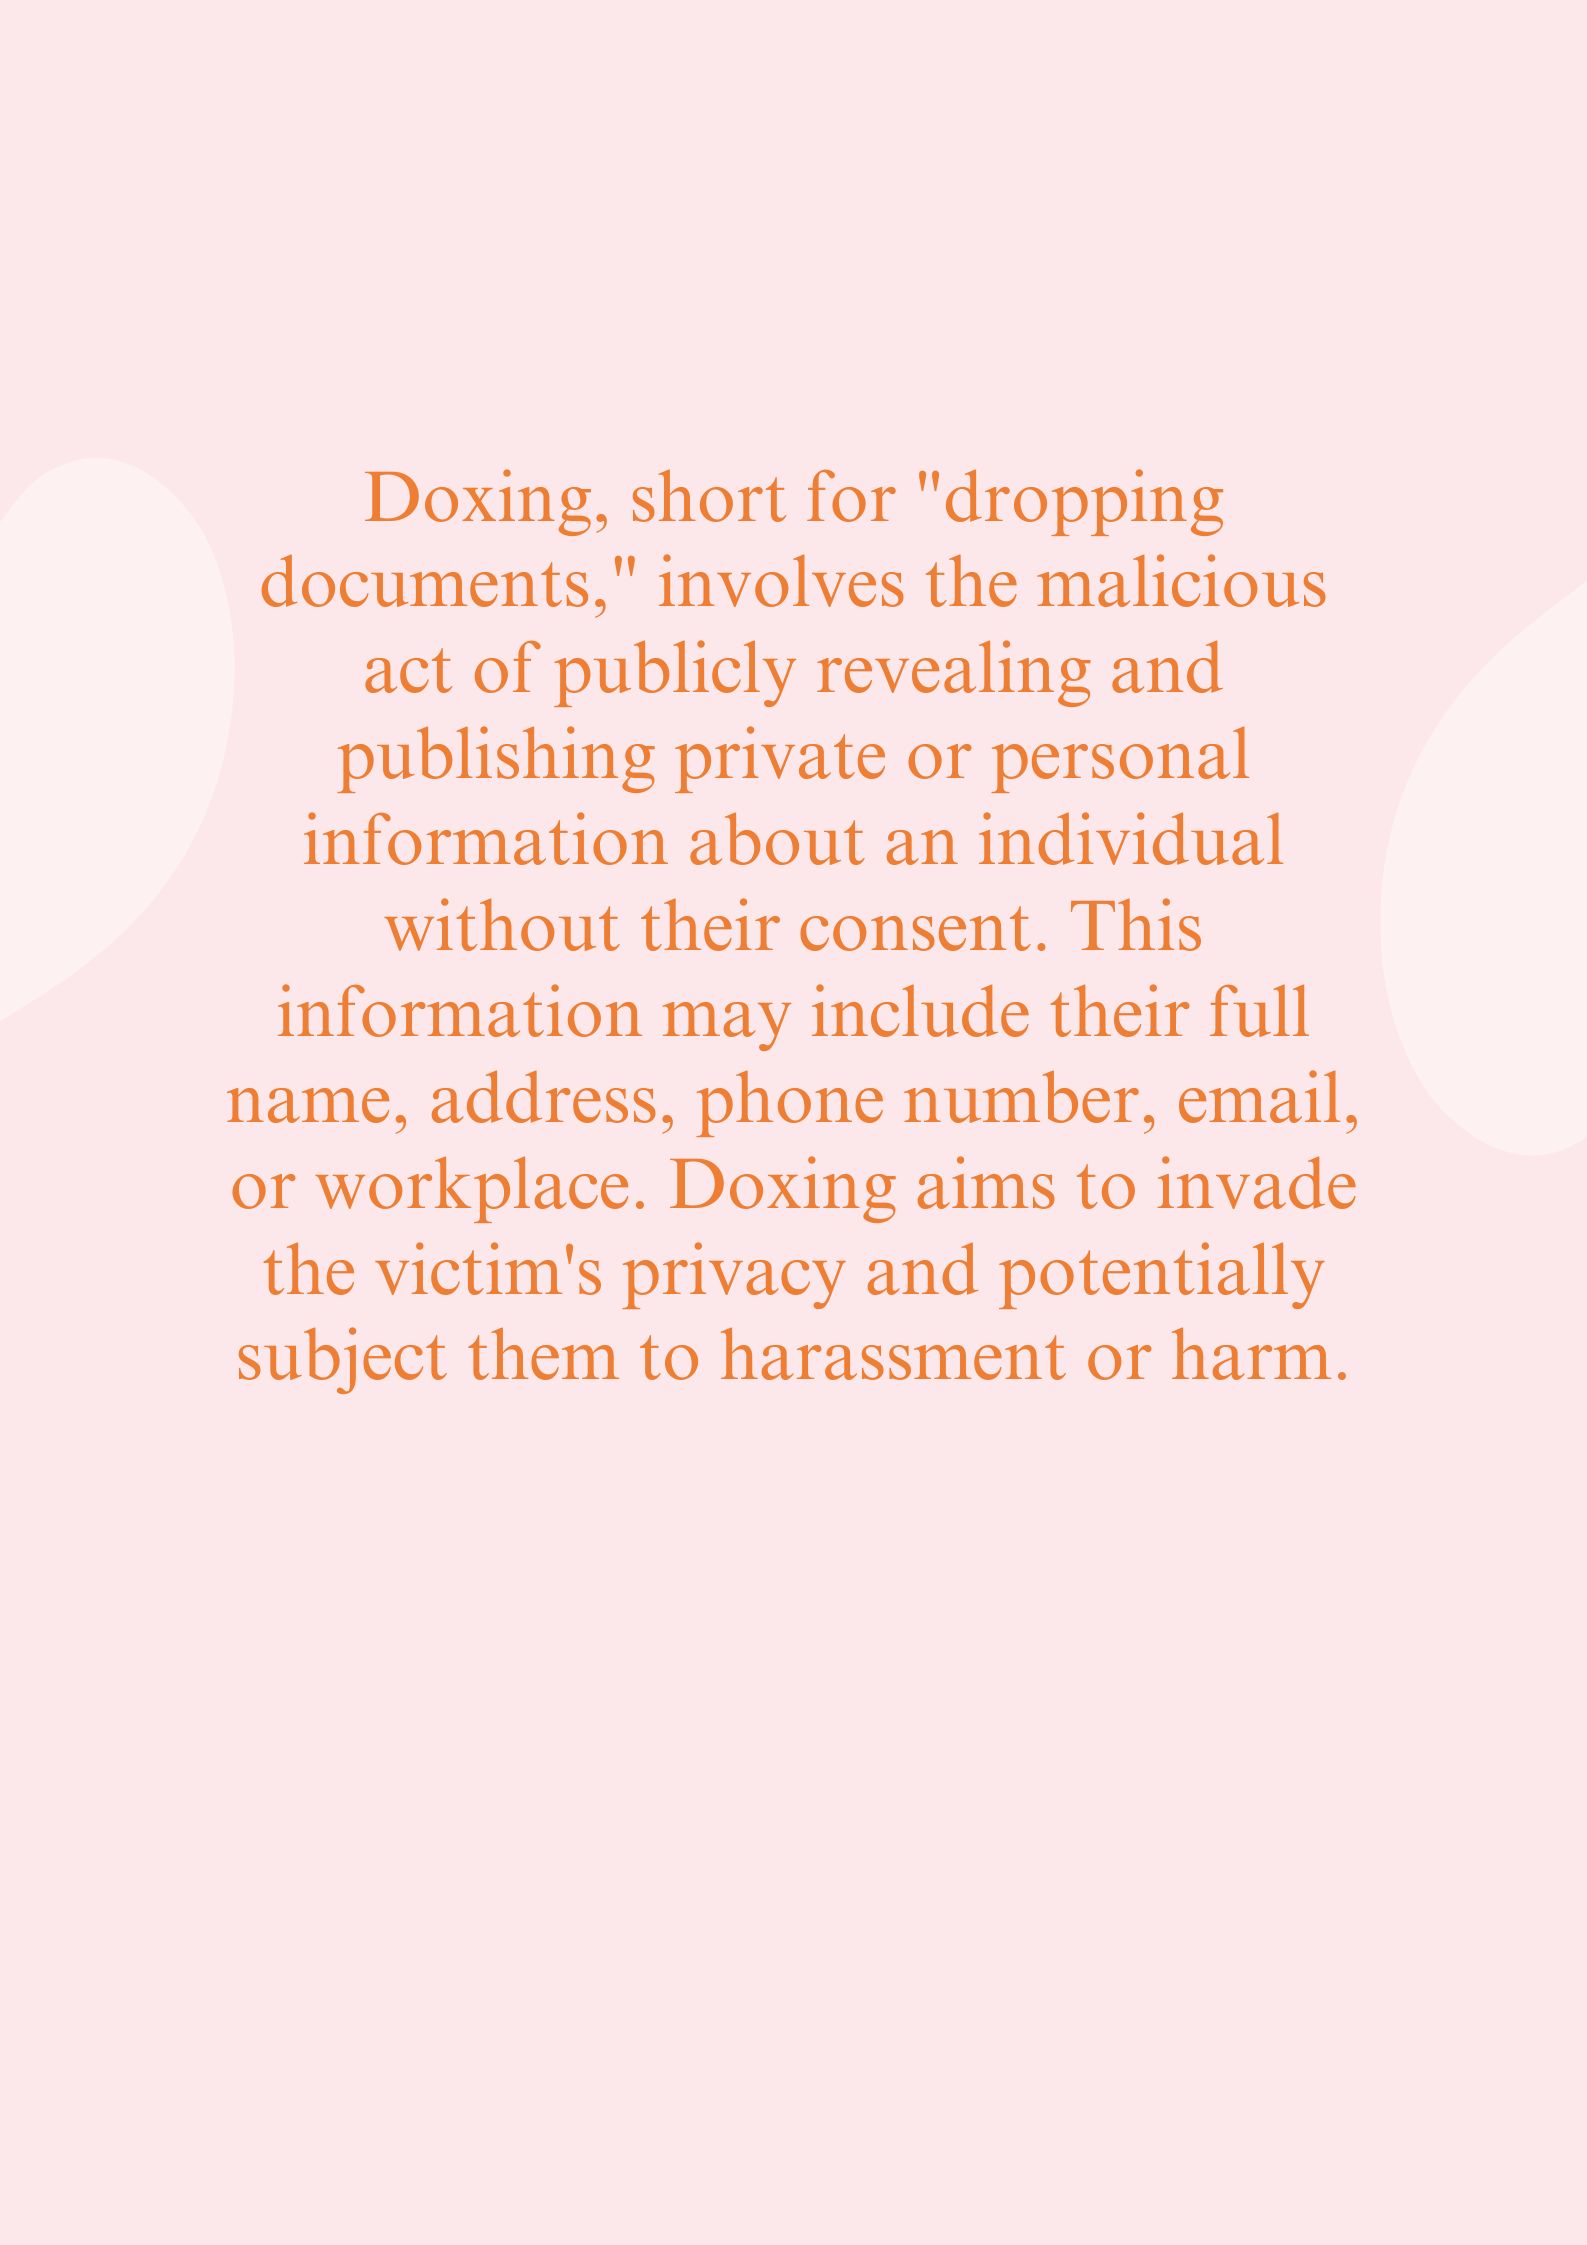 Doxing, short for "dropping
documents," involves the malicious
act of publicly revealing and
publishing private or personal
information about an individual
without their consent. This
information may include their full
name, address, phone number, email,
or workplace. Doxing aims to invade
the victim's privacy and potentially
subject them to harassment or harm.